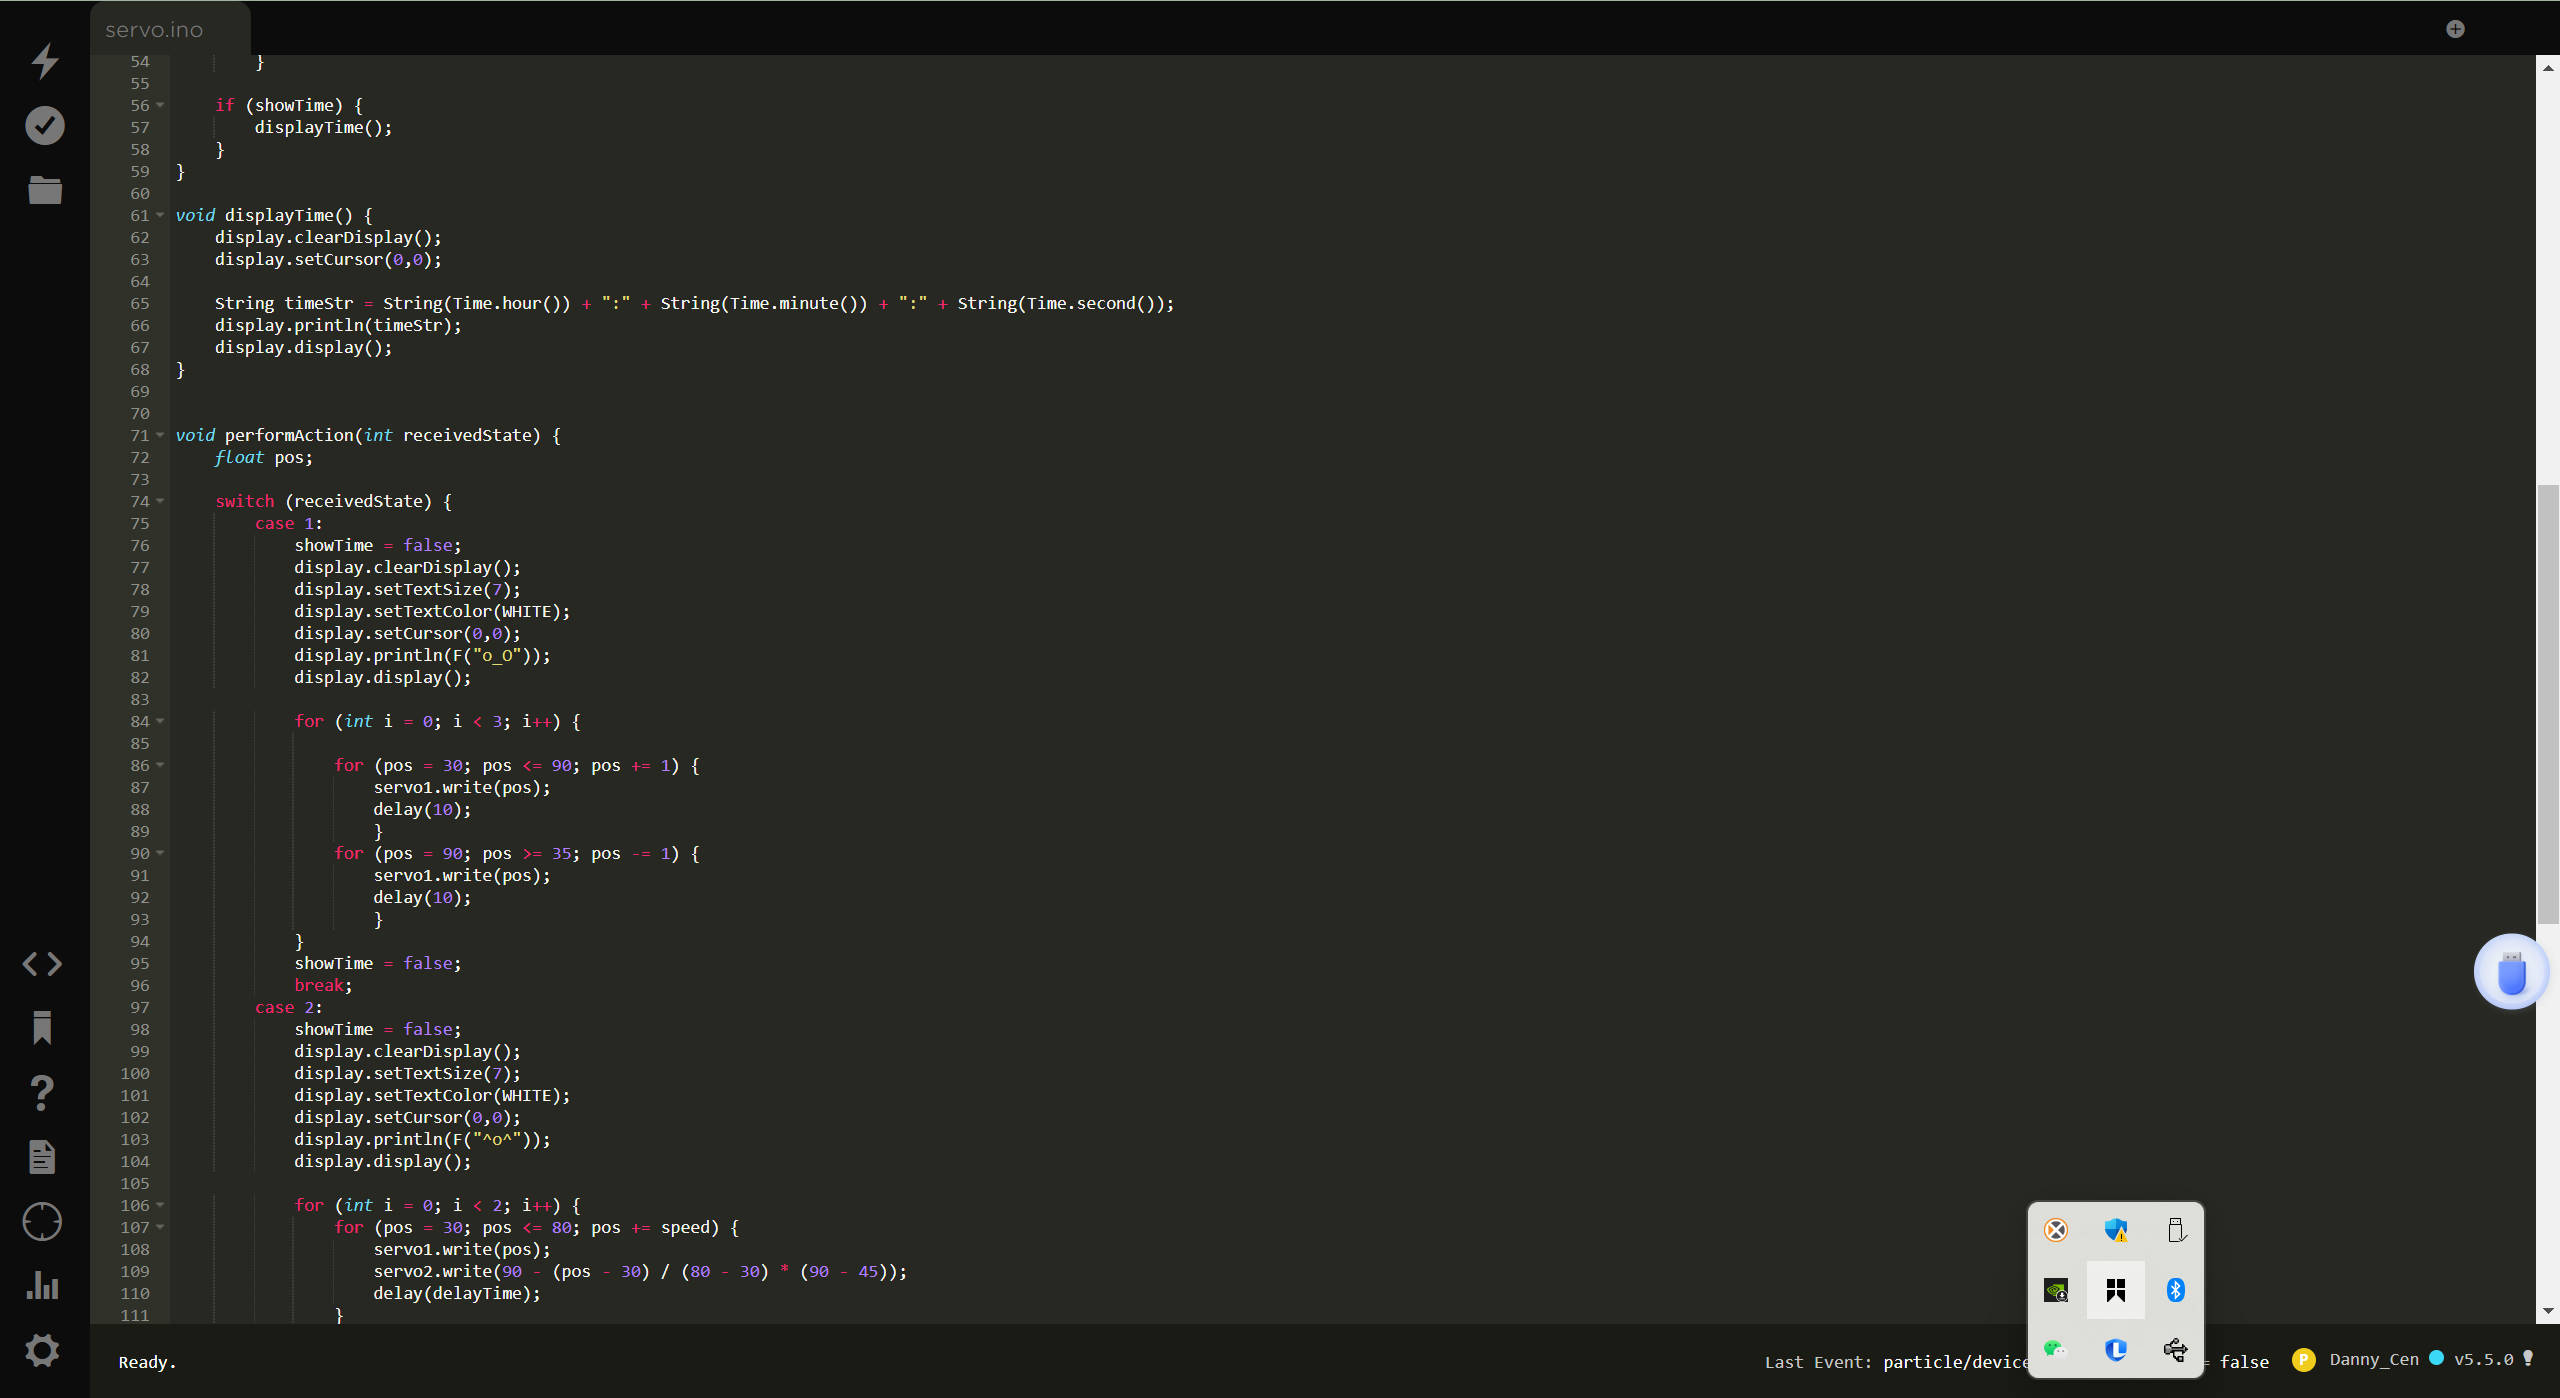 servo.ino
54 }
55
56 if (showTime) {
57 displayTime();
58 }
59 }
60
61 void displayTime() {
62 display.clearDisplay();
63 display.setCursor(0,0);
64
65 String timeStr = String(Time.hour()) + ":" + String(Time.minute()) + ":" + String(Time.second());
66 display.println(timeStr);
67 display.display();
68 }
69
70
71 void performAction(int receivedState) {
72 float pos;
73
74 switch (receivedState) {
75 case 1:
76 showTime = false;
77 display.clearDisplay();
78 display.setTextSize(7);
79 display.setTextColor(WHITE);
80 display.setCursor(0,0);
81 display.println(F("o_O"));
82 display.display();
83
84 for (int i = 0; i < 3; i++) {
85
86 for (pos = 30; pos <= 90; pos += 1) {
87 servo1.write(pos);
88 delay(10);
89 }
90 for (pos = 90; pos >= 35; pos -= 1) {
91 servo1.write(pos);
92 delay(10);
93 }
94 }
95 showTime = false;
96 break;
97 case 2:
98 showTime = false;
99 display.clearDisplay();
100 display.setTextSize(7);
101 display.setTextColor(WHITE);
102 display.setCursor(0,0);
103 display.println(F("^o^"));
104 display.display();
105
106 for (int i = 0; i < 2; i++) {
107 for (pos = 30; pos <= 80; pos += speed) {
108 servo1.write(pos);
109 servo2.write(90 - (pos - 30) / (80 - 30) * (90 - 45));
110 delay(delayTime);
111 }
Ready.
Last Event: particle/device = false P Danny_Cen v5.5.0